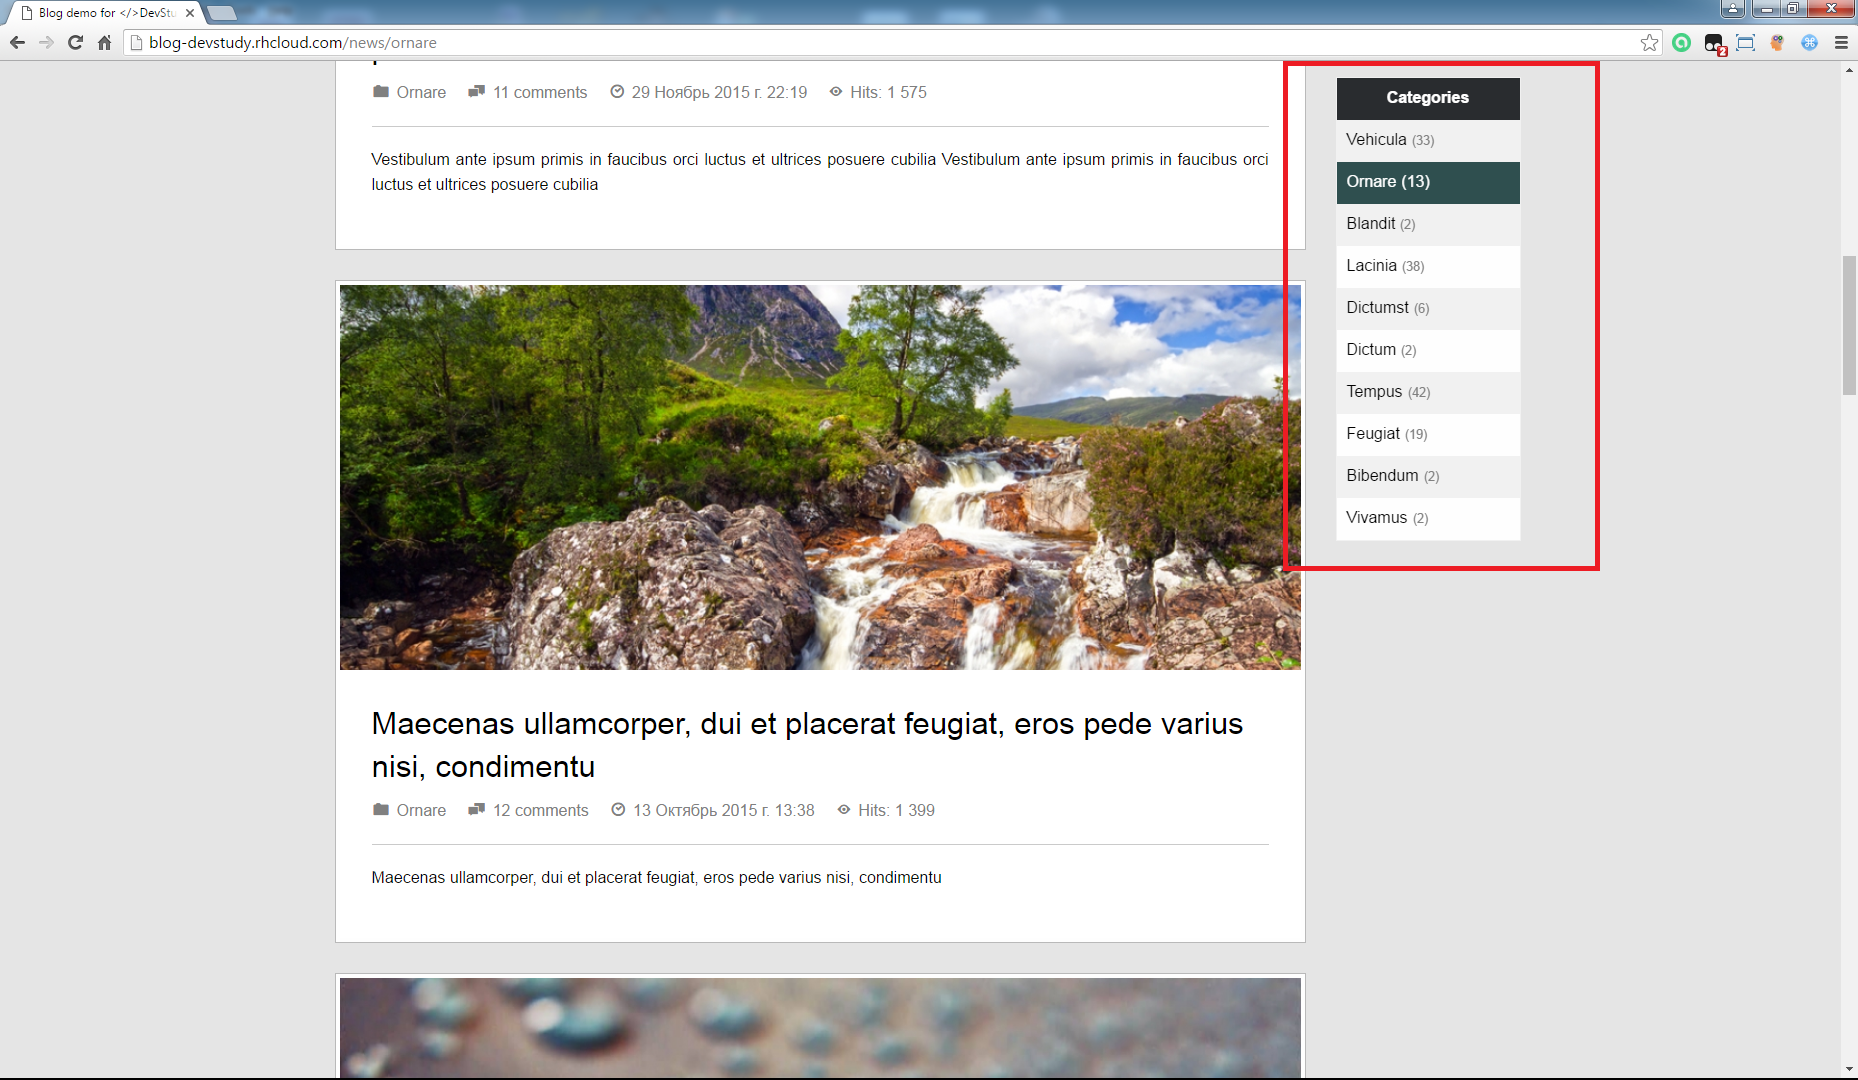 Blog demo for </>DevStu
blog-devstudy.rhcloud.com/news/ornare
2
Ornare 11 comments 29 Ноябрь 2015 г. 22:19 Hits: 1 575
Vestibulum ante ipsum primis in faucibus orci luctus et ultrices posuere cubilia Vestibulum ante ipsum primis in faucibus orci
luctus et ultrices posuere cubilia
Maecenas ullamcorper, dui et placerat feugiat, eros pede varius
nisi, condimentu
Ornare 12 comments 13 Октябрь 2015 г. 13:38 Hits: 1 399
Maecenas ullamcorper, dui et placerat feugiat, eros pede varius nisi, condimentu
Categories
Vehicula (33)
Ornare (13)
Blandit (2)
Lacinia (38)
Dictumst (6)
Dictum (2)
Tempus (42)
Feugiat (19)
Bibendum (2)
Vivamus (2)